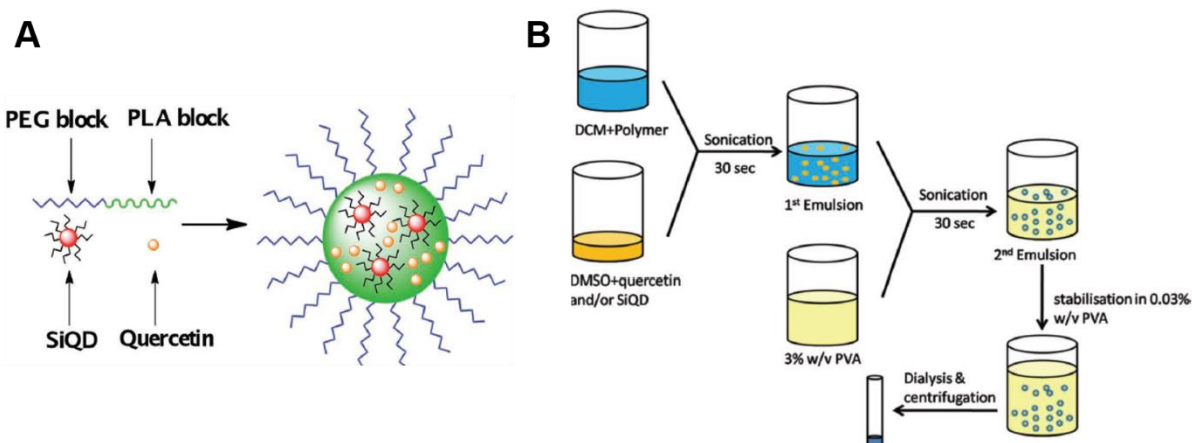 A
PEG block PLA block
SiQD Quercetin
B
DCM+Polymer
DMSO+quercetin
and/or SiQD
Sonication
30 sec
1st Emulsion
3% w/v PVA
Sonication
30 sec
2nd Emulsion
stabilisation in 0.03%
w/v PVA
Dialysis &
centrifugation